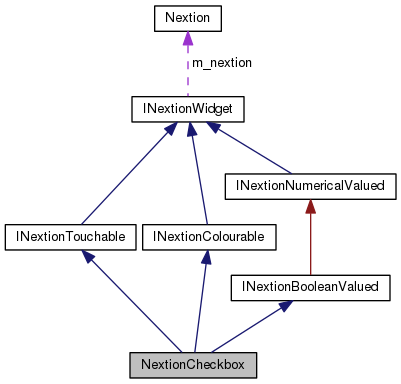 Nextion
m_nextion
INextionWidget
INextionNumericalValued
INextionTouchable
INextionColourable
INextionBooleanValued
NextionCheckbox